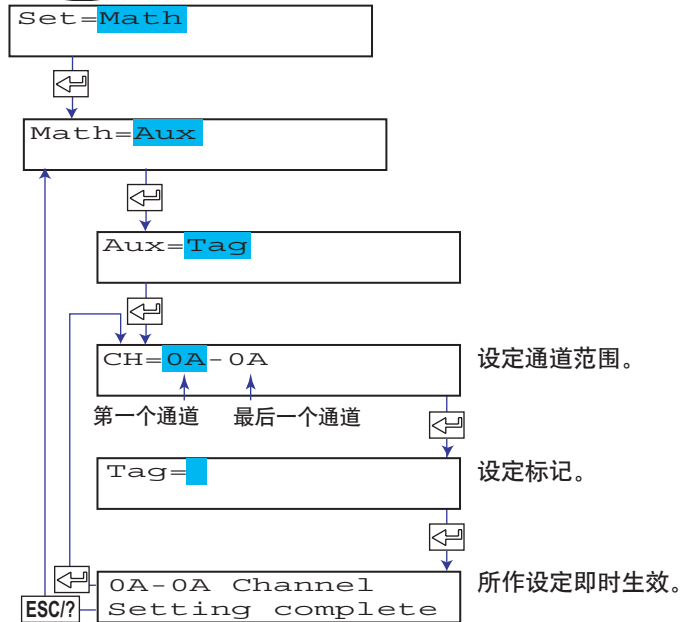 Set=Math
Math=Aux
Aux=Tag
CH=0A-0A
设定通道范围。
第一个通道 最后一个通道
Tag=
设定标记。
0A-0A Channel
所作设定即时生效。
ESC/?
Setting complete